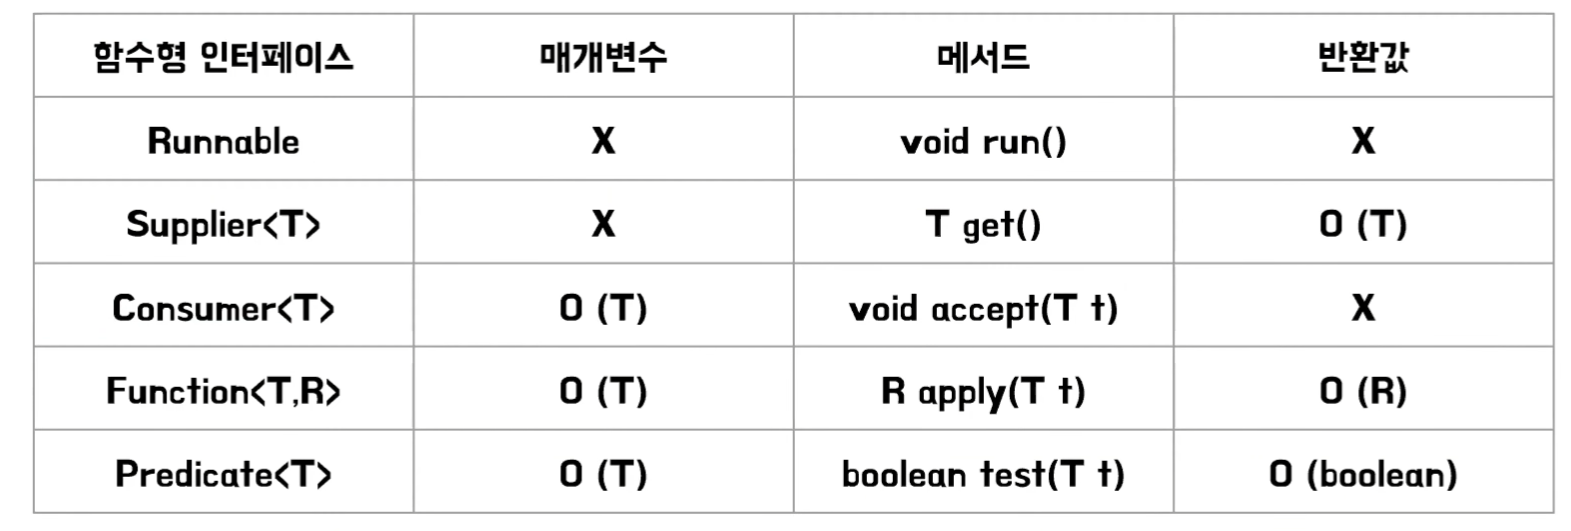 함수형 인터페이스 매개변수 메서드 반환값
Runnable X void run() X
Supplier<T> X T get() O (T)
Consumer<T> O (T) void accept(T t) X
Function<T,R> O (T) R apply(T t) O (R)
Predicate<T> O (T) boolean test(T t) O (boolean)